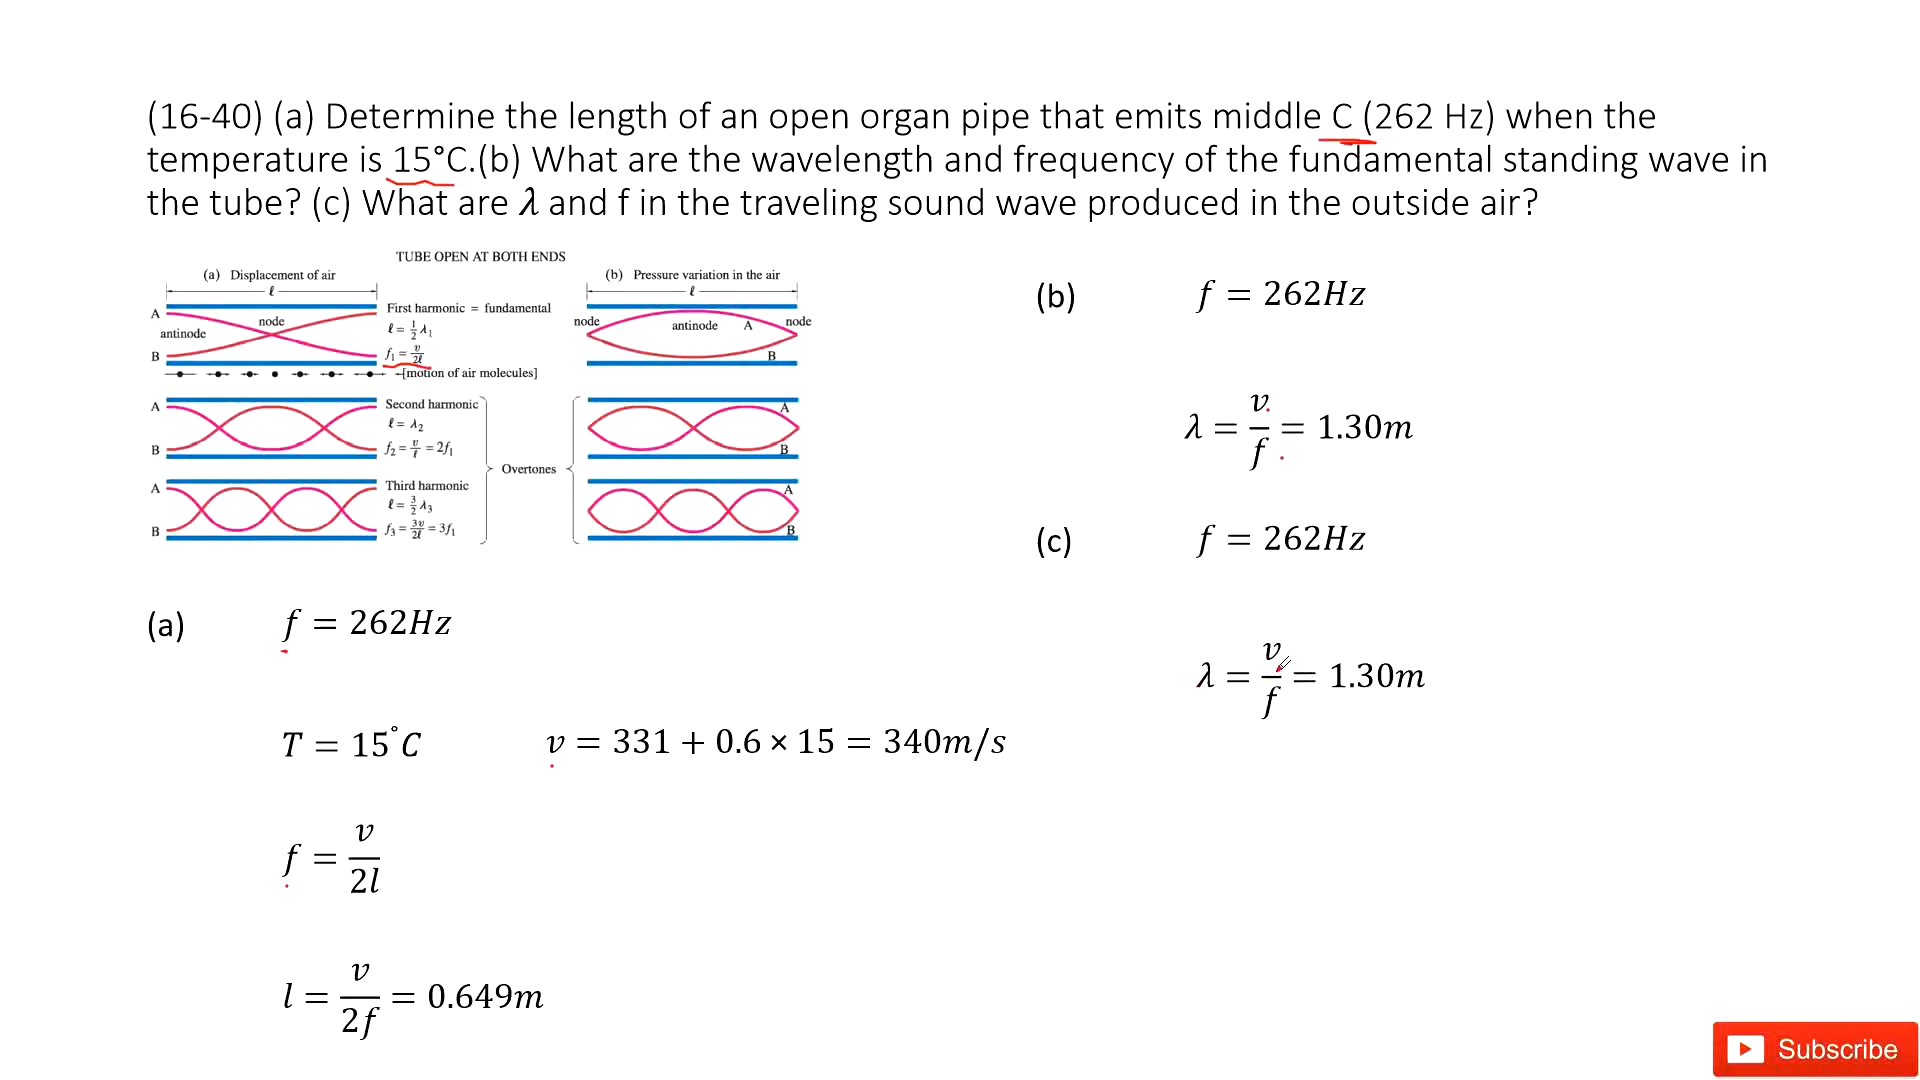 (16-40) (a) Determine the length of an open organ pipe that emits middle C (262 Hz) when the
temperature is 15°C.(b) What are the wavelength and frequency of the fundamental standing wave in
the tube? (c) What are λ and f in the traveling sound wave produced in the outside air?
TUBE OPEN AT BOTH ENDS
(a) Displacement of air
ℓ
A
antinode
node
B
First harmonic = fundamental
ℓ = 1/2 λ₁
f₁ = v/2ℓ
[motion of air molecules]
A
B
Second harmonic
ℓ = λ₂
f₂ = v/ℓ = 2f₁
A
B
Third harmonic
ℓ = 3/2 λ₃
f₃ = 3v/2ℓ = 3f₁
Overtones
(b) Pressure variation in the air
ℓ
node
antinode
A
node
B
A
B
A
B
(a) f = 262Hz
T = 15°C
v = 331 + 0.6 × 15 = 340m/s
f = v/2l
l = v/2f = 0.649m
(b) f = 262Hz
λ = v/f = 1.30m
(c) f = 262Hz
λ = v/f = 1.30m
Subscribe